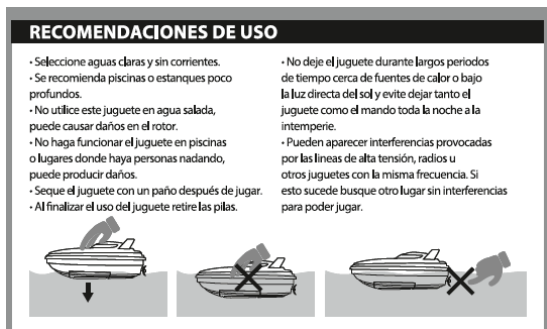 RECOMENDACIONES DE USO
• Seleccione aguas claras y sin corrientes.
• Se recomienda piscinas o estanques poco
profundos.
• No utilice este juguete en agua salada,
puede causar daños en el rotor.
• No haga funcionar el juguete en piscinas
o lugares donde haya personas nadando,
puede producir daños.
• Seque el juguete con un paño después de jugar.
• Al finalizar el uso del juguete retire las pilas.
• No deje el juguete durante largos periodos
de tiempo cerca de fuentes de calor o bajo
la luz directa del sol y evite dejar tanto el
juguete como el mando toda la noche a la
intemperie.
• Pueden aparecer interferencias provocadas
por las lineas de alta tensión, radios u
otros juguetes con la misma frecuencia. Si
esto sucede busque otro lugar sin interferencias
para poder jugar.